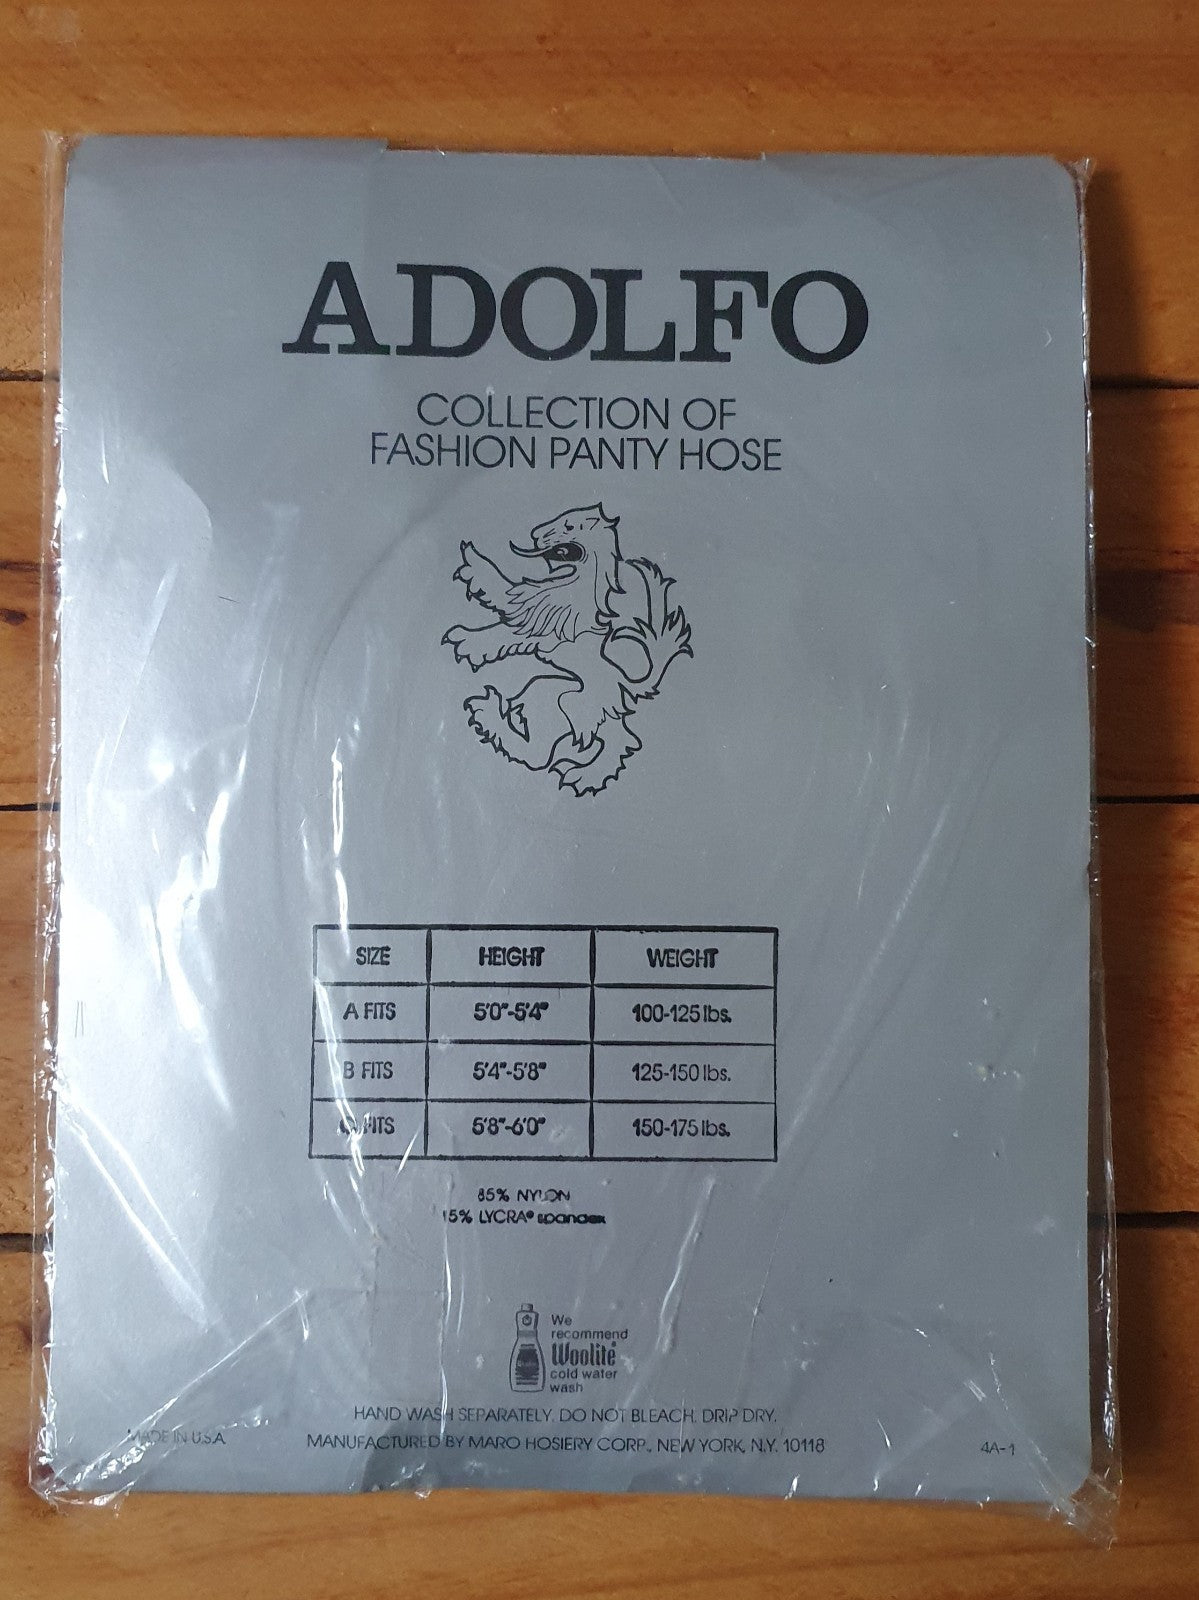 ADOLFO
COLLECTION OF
FASHION PANTY HOSE
SIZE HEIGHT WEIGHT
A FITS 5'0"-5'4" 100-125 lbs.
B FITS 5'4"-5'8" 125-150 lbs.
C FITS 5'8"-6'0" 150-175 lbs.
85% NYLON
15% LYCRA® spandex
We
recommend
Woolite®
cold water
wash
HAND WASH SEPARATELY. DO NOT BLEACH. DRIP DRY.
MADE IN U.S.A MANUFACTURED BY MARO HOSIERY CORP., NEW YORK, N.Y. 10118 4A-1